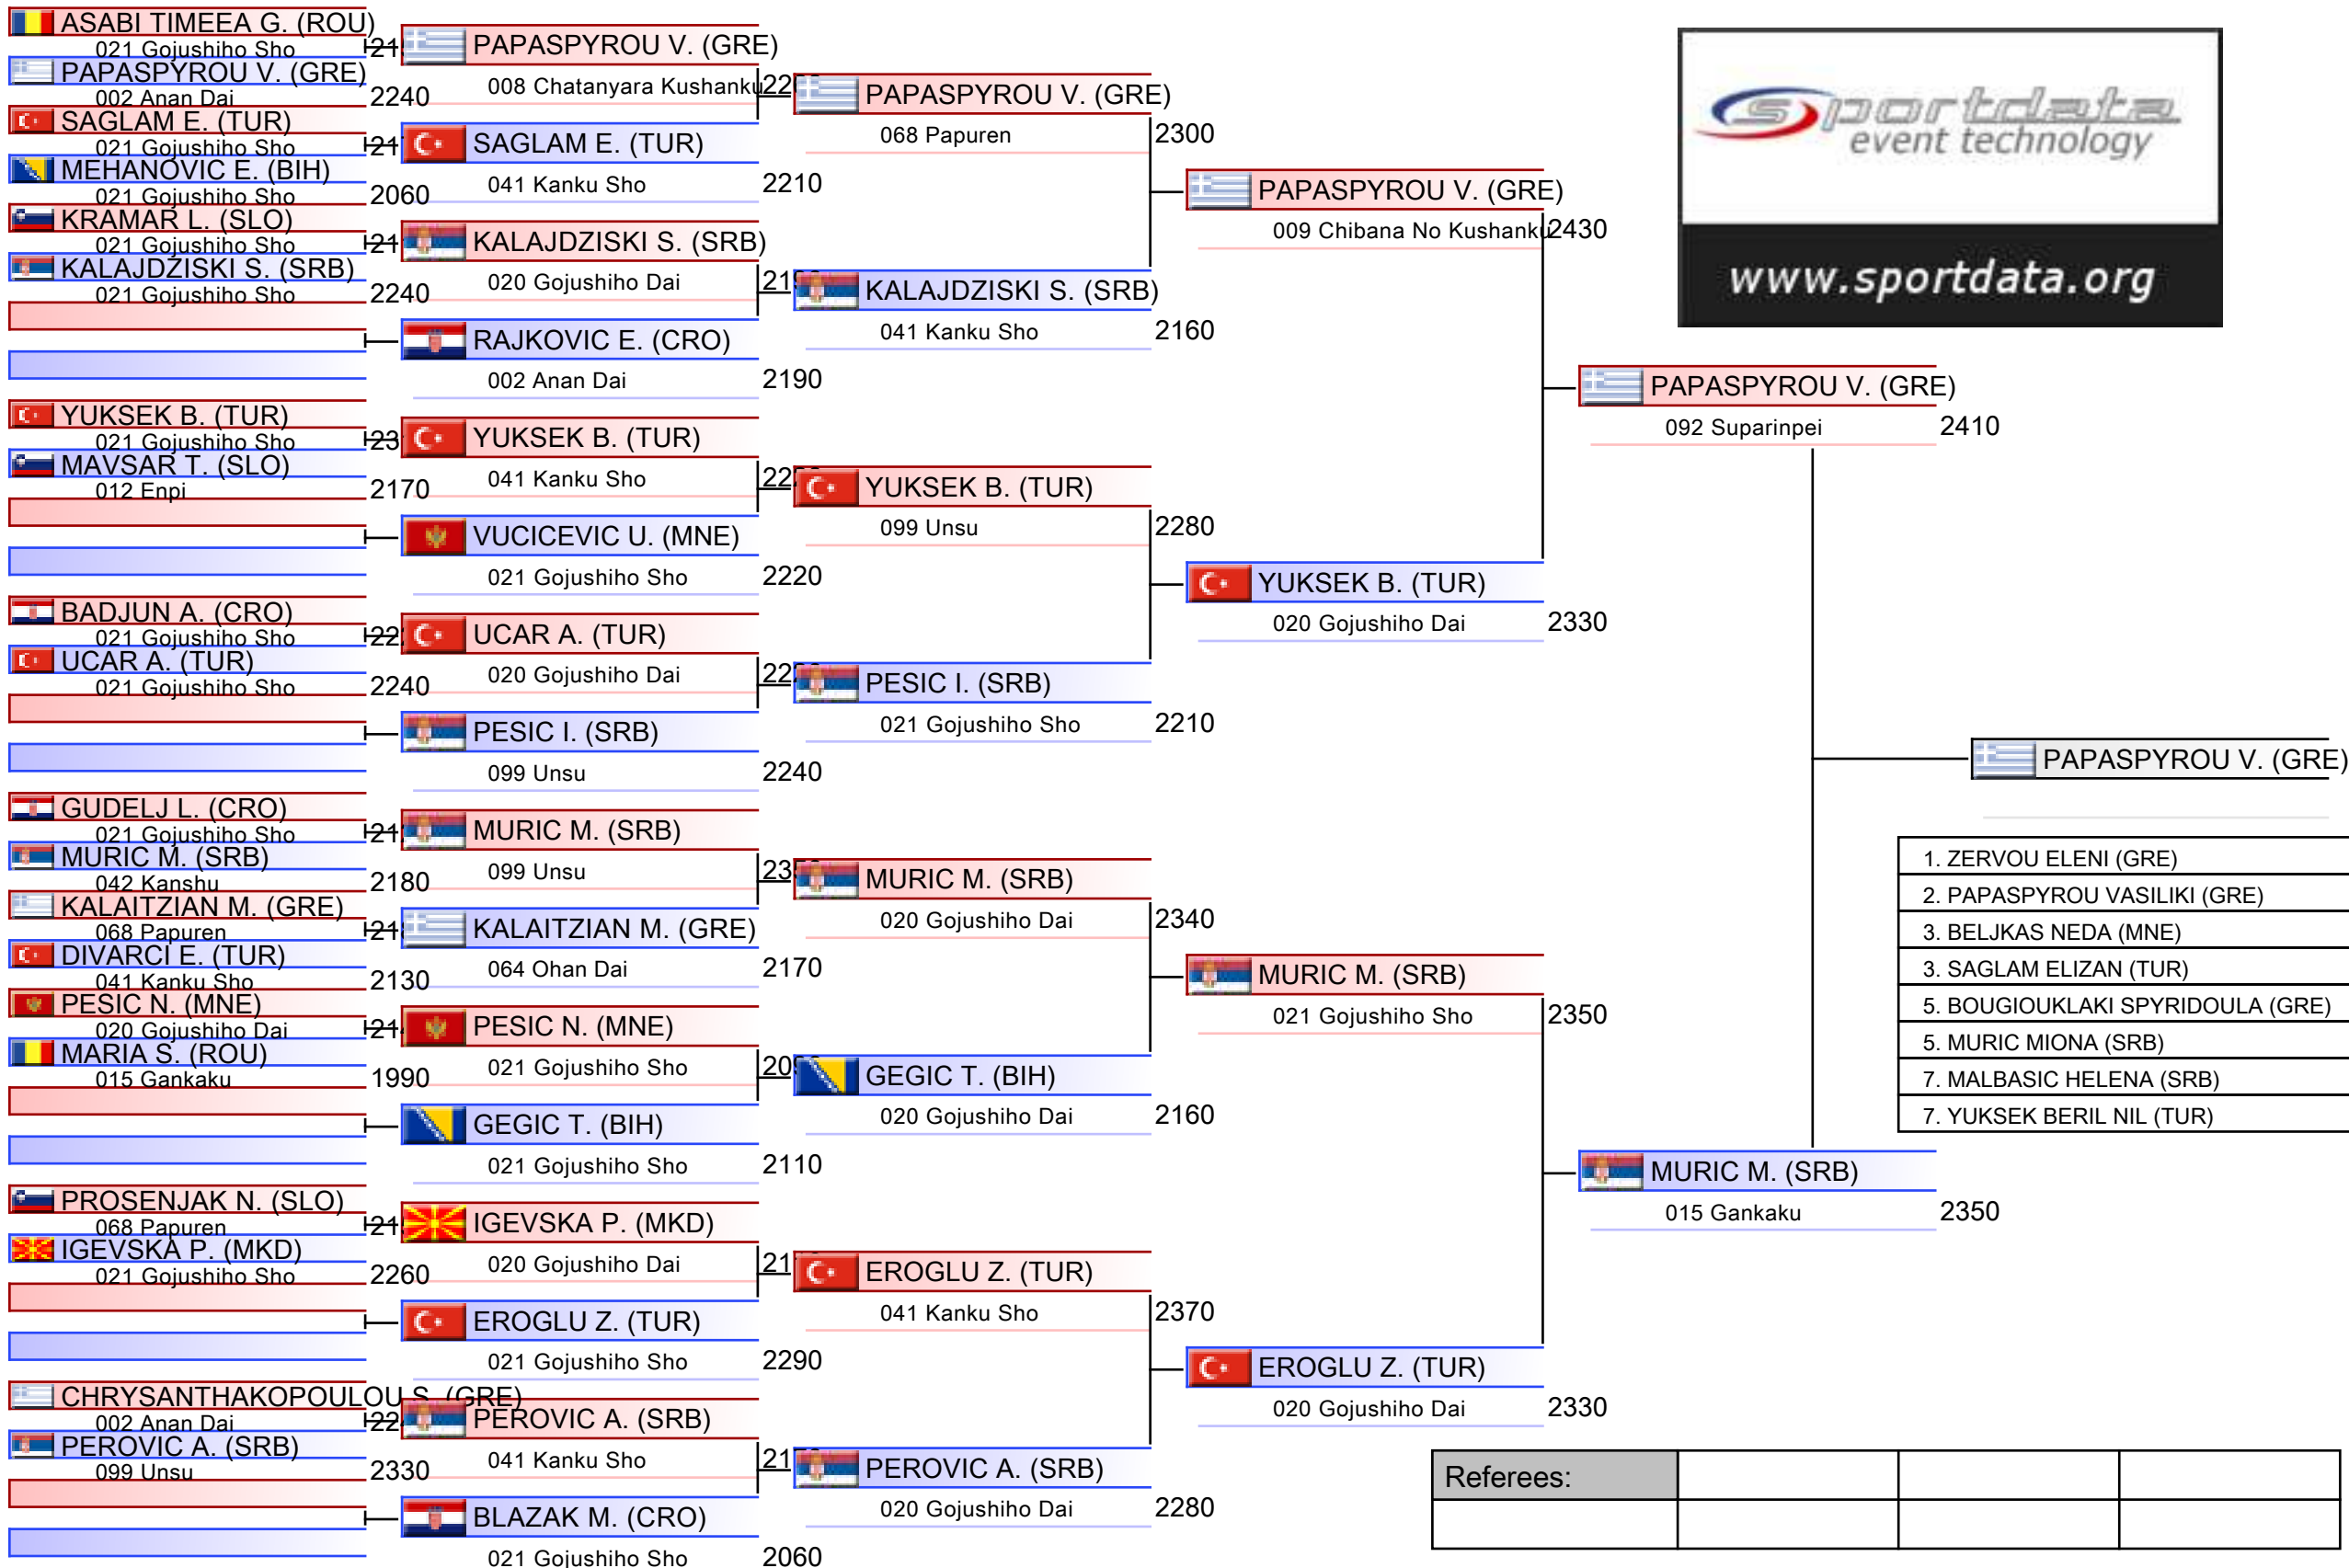 ASABI TIMEEA G. (ROU)
021 Gojushiho Sho
PAPASPYROU V. (GRE)
002 Anan Dai
2240
SAGLAM E. (TUR)
021 Gojushiho Sho
MEHANOVIC E. (BIH)
021 Gojushiho Sho
2060
KRAMAR L. (SLO)
021 Gojushiho Sho
KALAJDZISKI S. (SRB)
021 Gojushiho Sho
2240
YUKSEK B. (TUR)
021 Gojushiho Sho
MAVSAR T. (SLO)
012 Enpi
2170
BADJUN A. (CRO)
021 Gojushiho Sho
UCAR A. (TUR)
021 Gojushiho Sho
2240
GUDELJ L. (CRO)
021 Gojushiho Sho
MURIC M. (SRB)
042 Kanshu
2180
KALAITZIAN M. (GRE)
068 Papuren
DIVARCI E. (TUR)
041 Kanku Sho
2130
PESIC N. (MNE)
020 Gojushiho Dai
MARIA S. (ROU)
015 Gankaku
1990
PROSENJAK N. (SLO)
068 Papuren
IGEVSKA P. (MKD)
021 Gojushiho Sho
2260
CHRYSANTHAKOPOULOU S. (GRE)
002 Anan Dai
PEROVIC A. (SRB)
099 Unsu
2330
PAPASPYROU V. (GRE)
008 Chatanyara Kushanku
SAGLAM E. (TUR)
041 Kanku Sho
2210
KALAJDZISKI S. (SRB)
020 Gojushiho Dai
RAJKOVIC E. (CRO)
002 Anan Dai
2190
YUKSEK B. (TUR)
041 Kanku Sho
VUCICEVIC U. (MNE)
021 Gojushiho Sho
2220
UCAR A. (TUR)
020 Gojushiho Dai
PESIC I. (SRB)
099 Unsu
2240
MURIC M. (SRB)
099 Unsu
KALAITZIAN M. (GRE)
064 Ohan Dai
2170
PESIC N. (MNE)
021 Gojushiho Sho
GEGIC T. (BIH)
021 Gojushiho Sho
2110
IGEVSKA P. (MKD)
020 Gojushiho Dai
EROGLU Z. (TUR)
021 Gojushiho Sho
2290
PEROVIC A. (SRB)
041 Kanku Sho
BLAZAK M. (CRO)
021 Gojushiho Sho
2060
PAPASPYROU V. (GRE)
068 Papuren
2300
KALAJDZISKI S. (SRB)
041 Kanku Sho
2160
YUKSEK B. (TUR)
099 Unsu
2280
PESIC I. (SRB)
021 Gojushiho Sho
2210
MURIC M. (SRB)
020 Gojushiho Dai
2340
GEGIC T. (BIH)
020 Gojushiho Dai
2160
EROGLU Z. (TUR)
041 Kanku Sho
2370
PEROVIC A. (SRB)
020 Gojushiho Dai
2280
PAPASPYROU V. (GRE)
009 Chibana No Kushanku
2430
YUKSEK B. (TUR)
020 Gojushiho Dai
2330
MURIC M. (SRB)
021 Gojushiho Sho
2350
EROGLU Z. (TUR)
020 Gojushiho Dai
2330
PAPASPYROU V. (GRE)
092 Suparinpei
2410
MURIC M. (SRB)
015 Gankaku
2350
PAPASPYROU V. (GRE)
sportdata
event technology
www.sportdata.org
1. ZERVOU ELENI (GRE)
2. PAPASPYROU VASILIKI (GRE)
3. BELJKAS NEDA (MNE)
3. SAGLAM ELIZAN (TUR)
5. BOUGIOUKLAKI SPYRIDOULA (GRE)
5. MURIC MIONA (SRB)
7. MALBASIC HELENA (SRB)
7. YUKSEK BERIL NIL (TUR)
Referees: